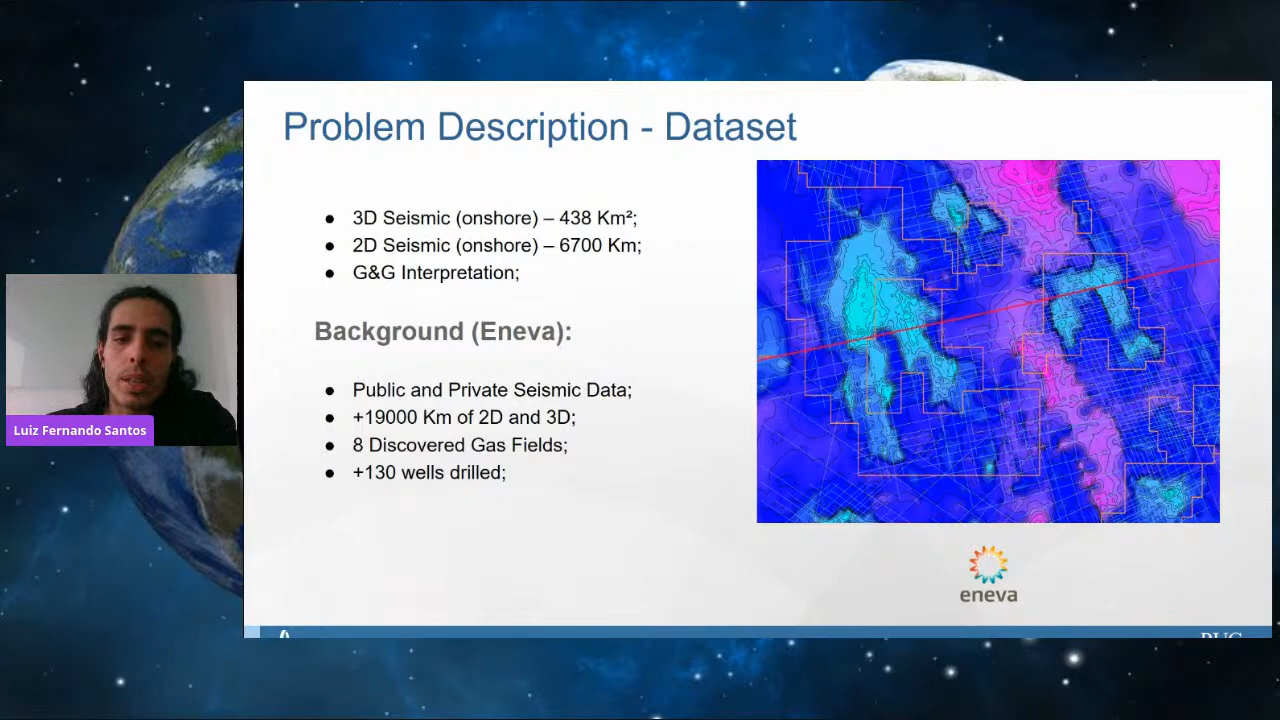 Problem Description - Dataset
● 3D Seismic (onshore) – 438 Km²;
● 2D Seismic (onshore) – 6700 Km;
● G&G Interpretation;
Background (Eneva):
● Public and Private Seismic Data;
● +19000 Km of 2D and 3D;
● 8 Discovered Gas Fields;
● +130 wells drilled;
Luiz Fernando Santos
eneva
PUC